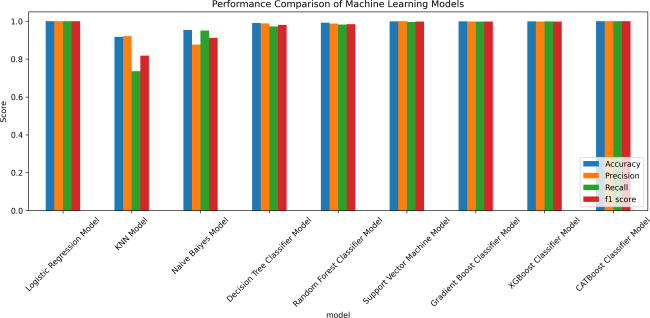 Performance Comparison of Machine Learning Models
1.0
0.8
0.6
0.4
0.2
0.0
Score
Accuracy
Precision
Recall
f1 score
Logistic Regression Model
KNN Model
Naive Baiyes Model
Decision Tree Classifier Model
Random Forest Classifier Model
Support Vector Machine Model
Gradient Boost Classifier Model
XGBoost Classifier Model
CATBoost Classifier Model
model